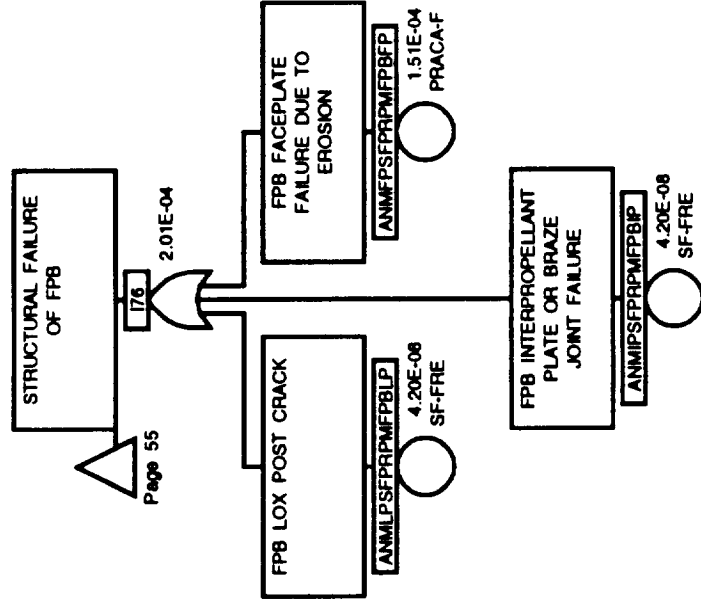 STRUCTURAL FAILURE
OF FPB
Page 55
I76
2.01E-04
FPB LOX POST CRACK
ANMLPSFPRPMFPBLP
4.20E-08
SF-FRE
FPB INTERPROPELLANT
PLATE OR BRAZE
JOINT FAILURE
ANMIPSFPRPMFPBIP
4.20E-08
SF-FRE
FPB FACEPLATE
FAILURE DUE TO
EROSION
ANMFPSFPRPMFPBFP
1.51E-04
PRACA-F